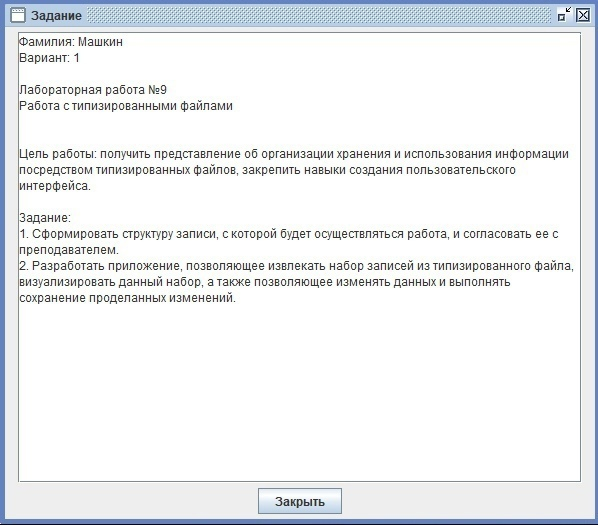 Задание
Фамилия: Машкин
Вариант: 1
Лабораторная работа №9
Работа с типизированными файлами
Цель работы: получить представление об организации хранения и использования информации
посредством типизированных файлов, закрепить навыки создания пользовательского
интерфейса.
Задание:
1. Сформировать структуру записи, с которой будет осуществляться работа, и согласовать ее с
преподавателем.
2. Разработать приложение, позволяющее извлекать набор записей из типизированного файла,
визуализировать данный набор, а также позволяющее изменять данных и выполнять
сохранение проделанных изменений.
Закрыть